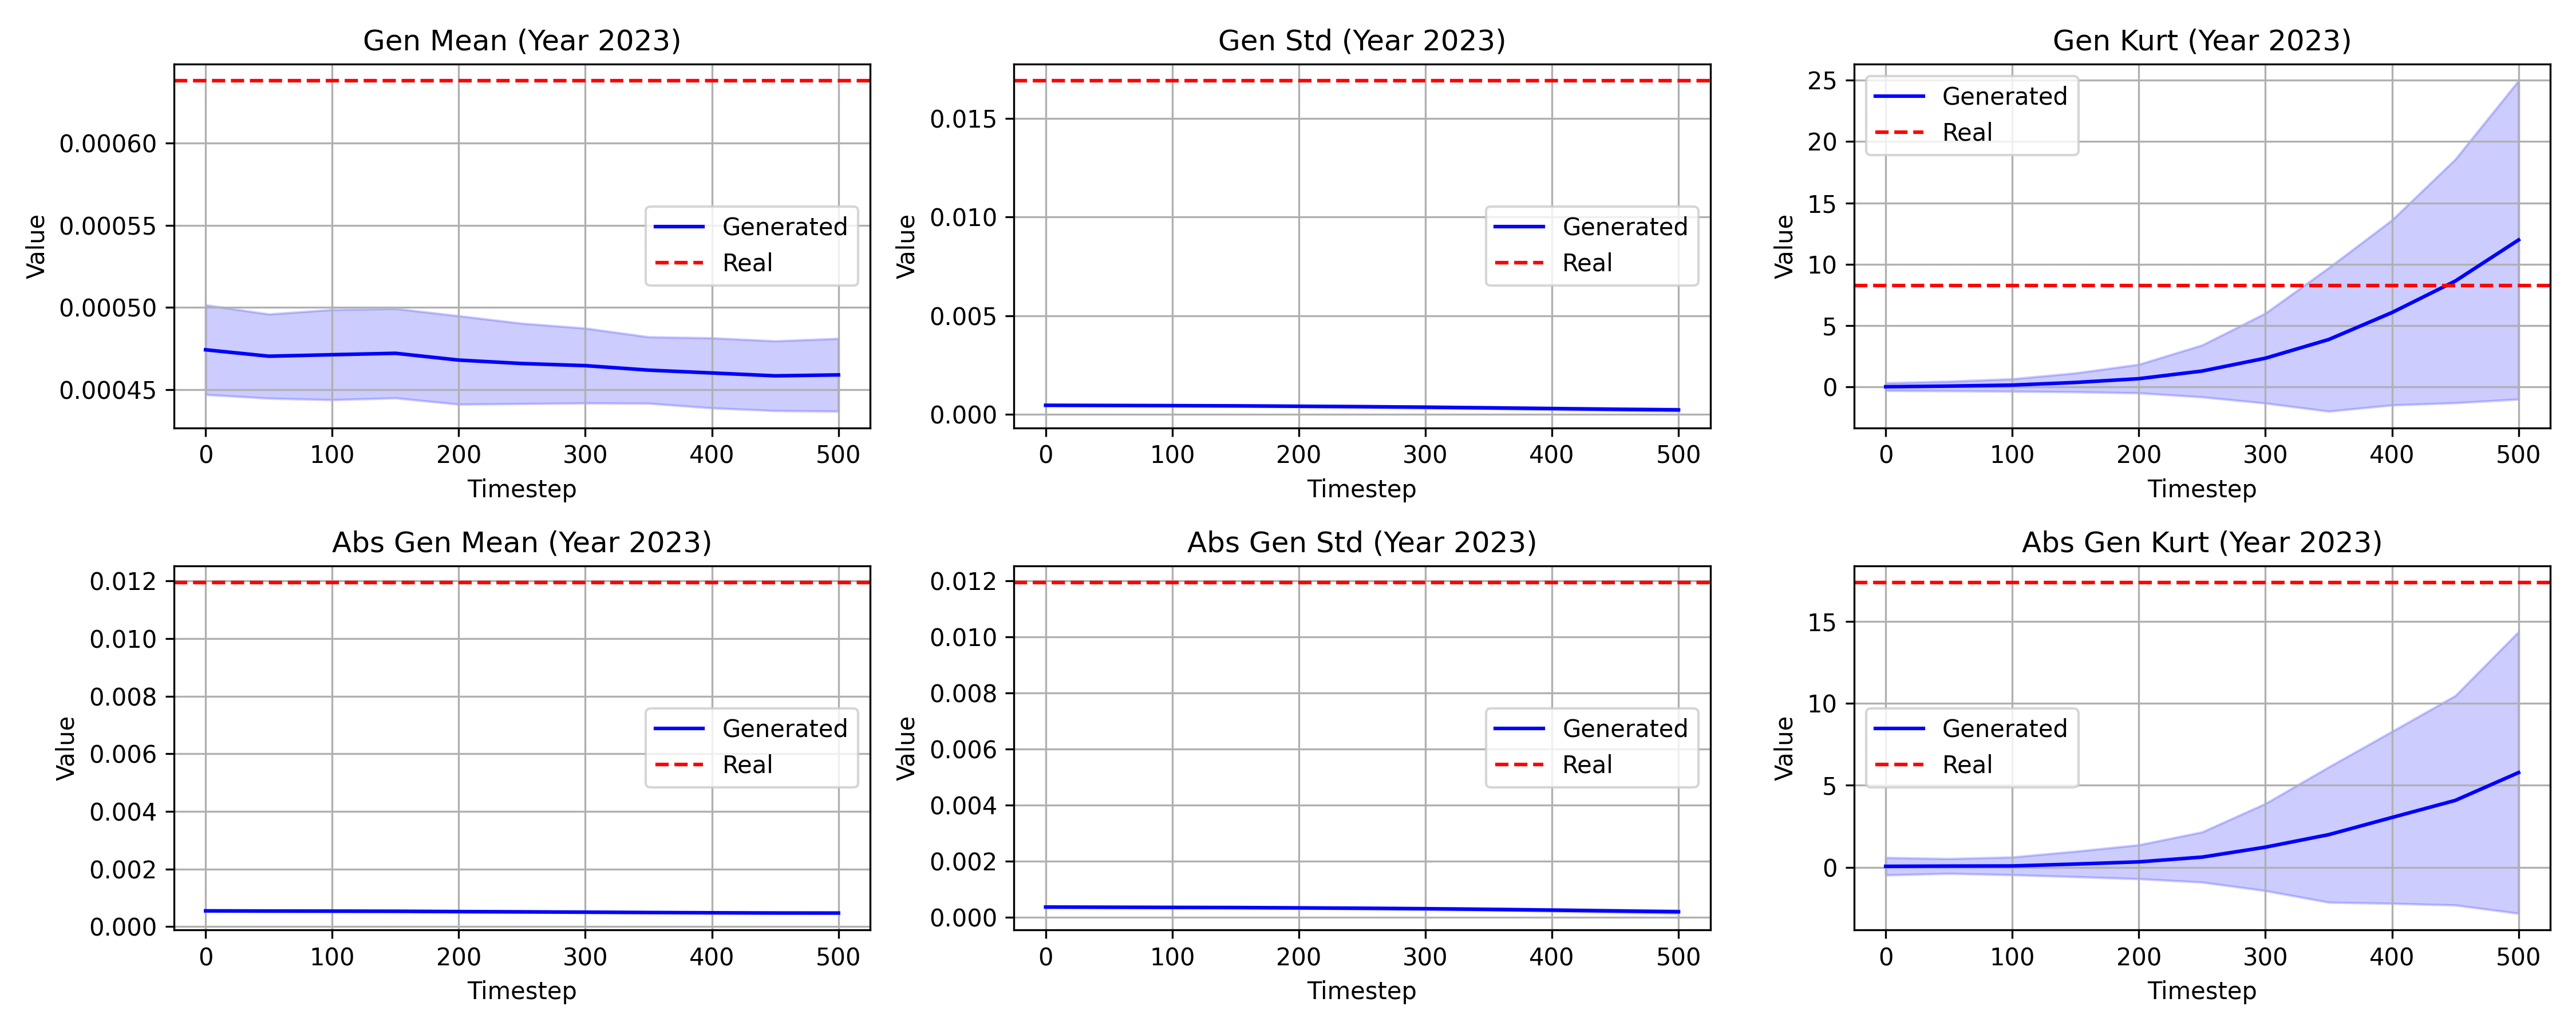 Gen Mean (Year 2023)
Value
0.00060
0.00055
0.00050
0.00045
Generated
Real
0 100 200 300 400 500
Timestep
Gen Std (Year 2023)
Value
0.015
0.010
0.005
0.000
Generated
Real
0 100 200 300 400 500
Timestep
Gen Kurt (Year 2023)
Value
25
20
15
10
5
0
Generated
Real
0 100 200 300 400 500
Timestep
Abs Gen Mean (Year 2023)
Value
0.012
0.010
0.008
0.006
0.004
0.002
0.000
Generated
Real
0 100 200 300 400 500
Timestep
Abs Gen Std (Year 2023)
Value
0.012
0.010
0.008
0.006
0.004
0.002
0.000
Generated
Real
0 100 200 300 400 500
Timestep
Abs Gen Kurt (Year 2023)
Value
15
10
5
0
Generated
Real
0 100 200 300 400 500
Timestep